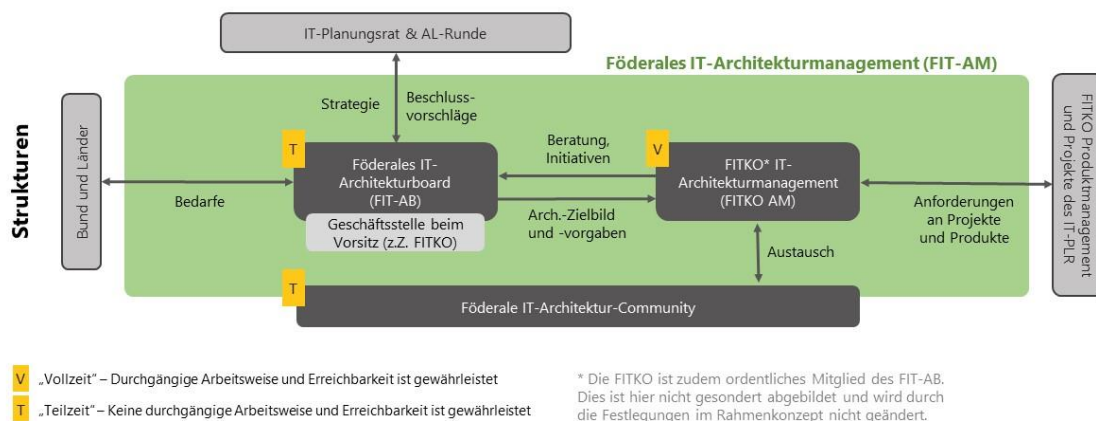 IT-Planungsrat & AL-Runde
Föderales IT-Architekturmanagement (FIT-AM)
Strukturen
Bund und Länder
Strategie
Beschluss-
vorschläge
T
Föderales IT-
Architekturboard
(FIT-AB)
Geschäftsstelle beim
Vorsitz (z.Z. FITKO)
Bedarfe
Beratung,
Initiativen
Arch.-Zielbild
und -vorgaben
V
FITKO* IT-
Architekturmanagement
(FITKO AM)
Anforderungen
an Projekte
und Produkte
FITKO Produktmanagement
und Projekte des IT-PLR
Austausch
T
Föderale IT-Architektur-Community
V „Vollzeit“ – Durchgängige Arbeitsweise und Erreichbarkeit ist gewährleistet
T „Teilzeit“ – Keine durchgängige Arbeitsweise und Erreichbarkeit ist gewährleistet
* Die FITKO ist zudem ordentliches Mitglied des FIT-AB.
Dies ist hier nicht gesondert abgebildet und wird durch
die Festlegungen im Rahmenkonzept nicht geändert.